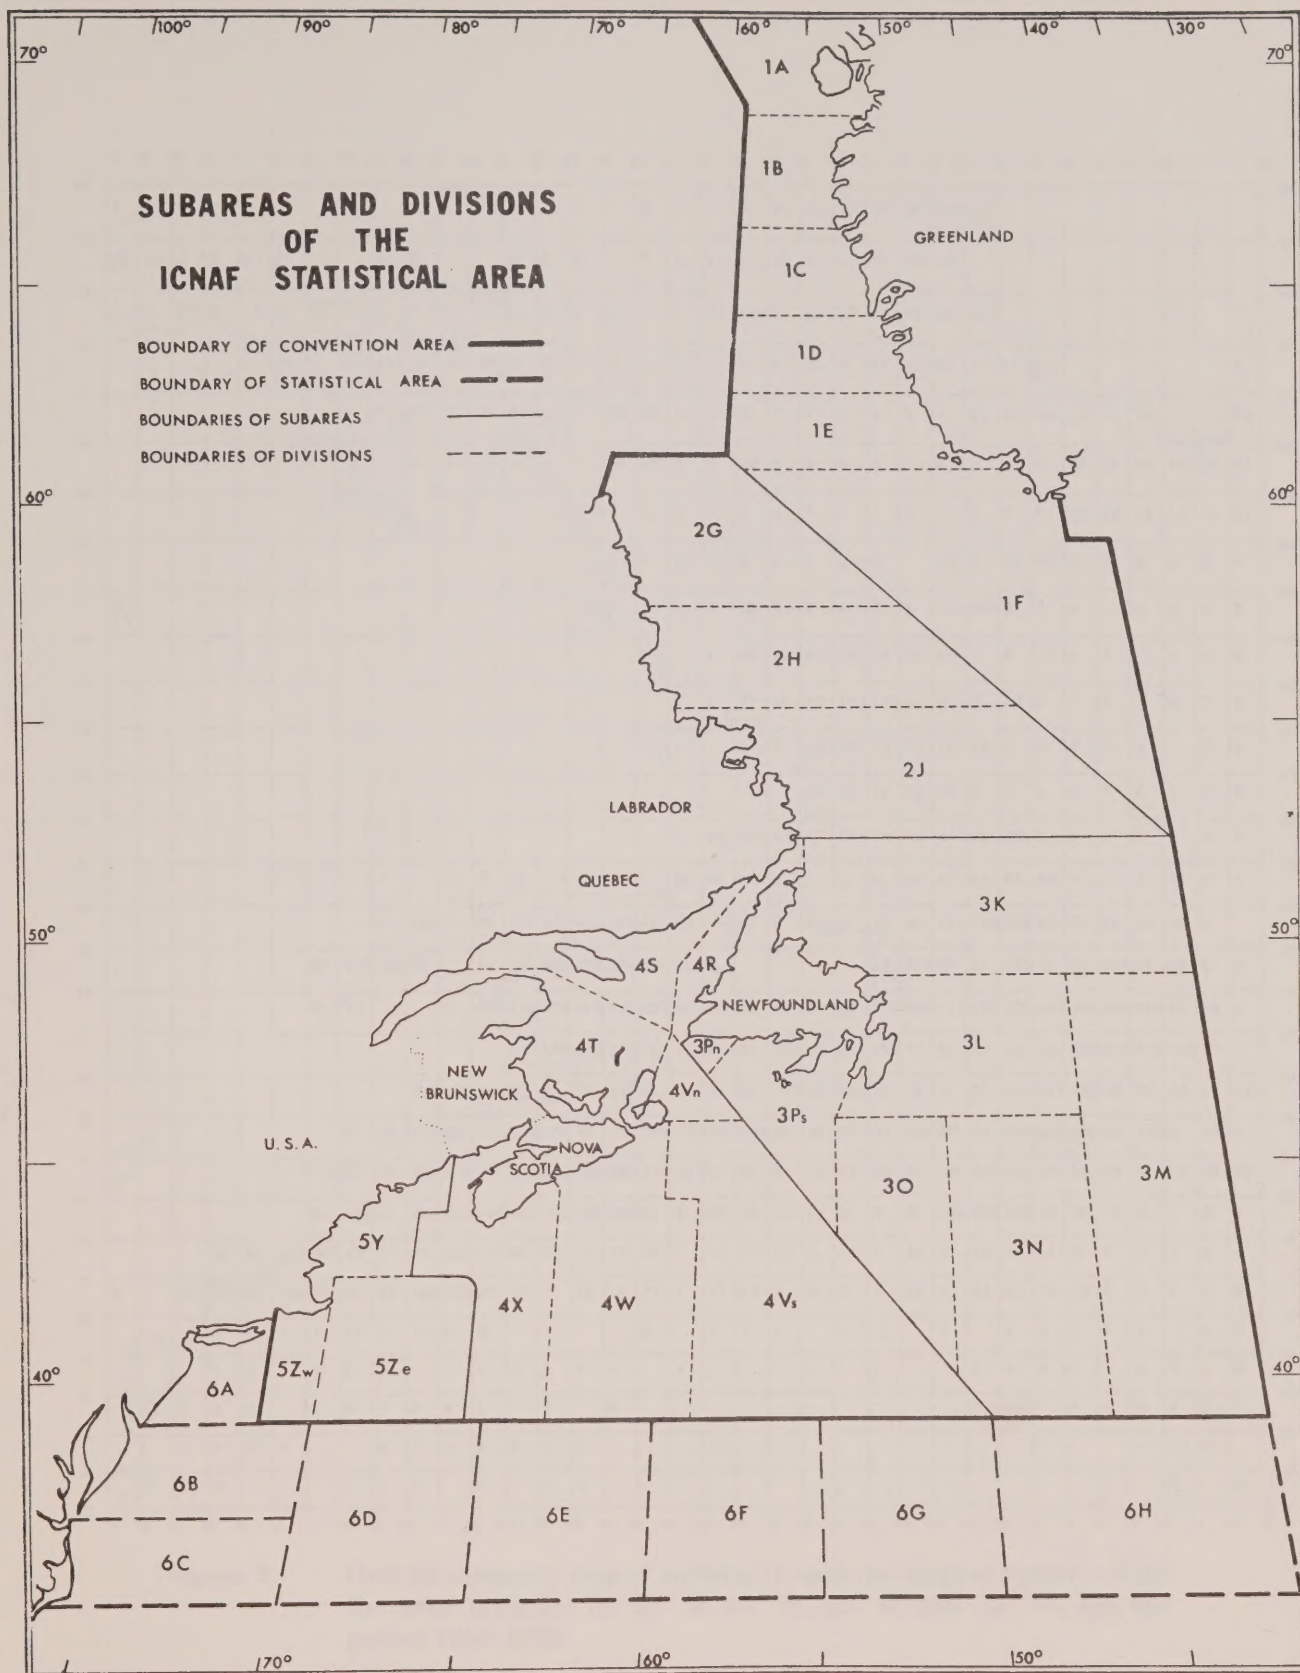 100° 90° 80° 70° 60° 50° 40° 30°
70° 70°
1A
1B
SUBAREAS AND DIVISIONS
OF THE
ICNAF STATISTICAL AREA
GREENLAND
1C
BOUNDARY OF CONVENTION AREA
1D
BOUNDARY OF STATISTICAL AREA
BOUNDARIES OF SUBAREAS
1E
BOUNDARIES OF DIVISIONS
60° 60°
2G
1F
2H
2J
LABRADOR
QUEBEC
3K
50° 50°
4S 4R
NEWFOUNDLAND
4T 3Pn 3L
NEW
BRUNSWICK
4Vn
3Ps
U.S.A.
NOVA
SCOTIA
3O 3M
5Y 3N
4X 4W 4Vs
5Zw 5Ze
40° 40°
6A
6B
6D 6E 6F 6G 6H
6C
70° 60° 50°